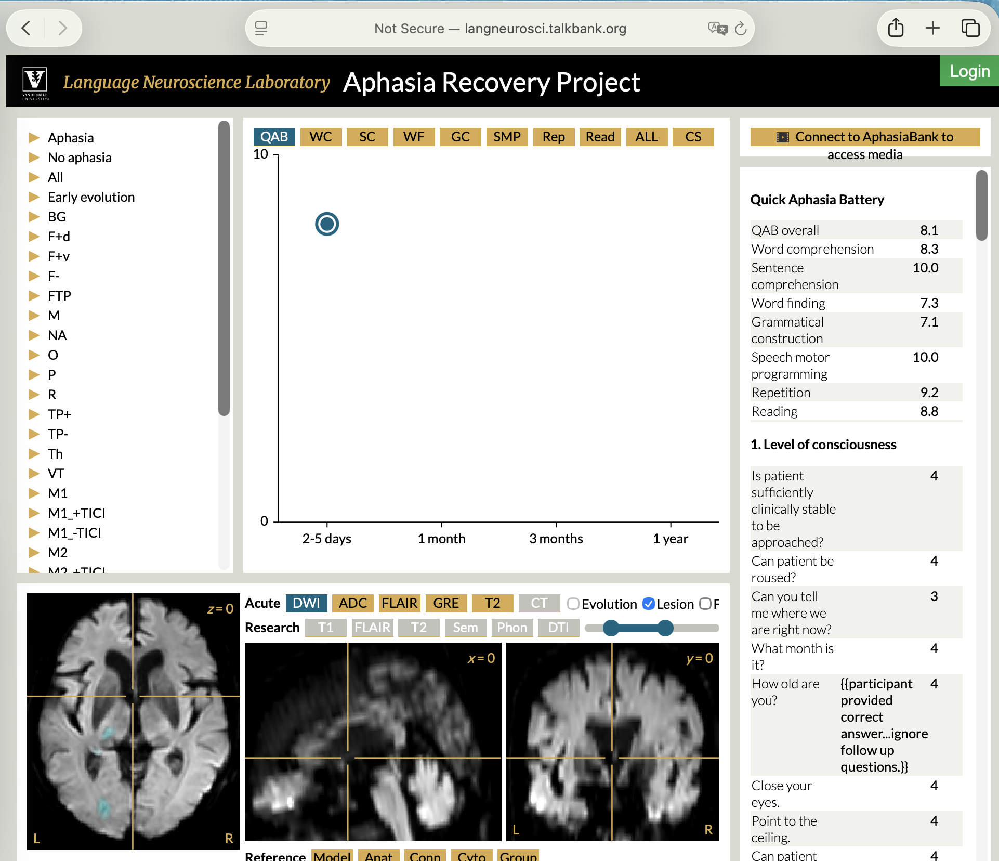 Not Secure — langneurosci.talkbank.org
VANDERBILT
UNIVERSITY
Language Neuroscience Laboratory
Aphasia Recovery Project
Login
Aphasia
No aphasia
All
Early evolution
BG
F+d
F+v
F-
FTP
M
NA
O
P
R
TP+
TP-
Th
VT
M1
M1_+TICI
M1_-TICI
M2
M2_+TICI
QAB
WC
SC
WF
GC
SMP
Rep
Read
ALL
CS
10
0
2-5 days
1 month
3 months
1 year
Connect to AphasiaBank to
access media
Quick Aphasia Battery
QAB overall 8.1
Word comprehension 8.3
Sentence 10.0
comprehension
Word finding 7.3
Grammatical 7.1
construction
Speech motor 10.0
programming
Repetition 9.2
Reading 8.8
1. Level of consciousness
Is patient 4
sufficiently
clinically stable
to be
approached?
Can patient be 4
roused?
Can you tell 3
me where we
are right now?
What month is 4
it?
How old are {{participant 4
you? provided
correct
answer...ignore
follow up
questions.}}
Close your 4
eyes.
Point to the 4
ceiling.
Can patient 4
z=0
L
R
Acute
DWI
ADC
FLAIR
GRE
T2
CT
Evolution
Lesion
F
Research
T1
FLAIR
T2
Sem
Phon
DTI
x=0
y=0
L
R
Reference
Model
Anat
Conn
Cyto
Group